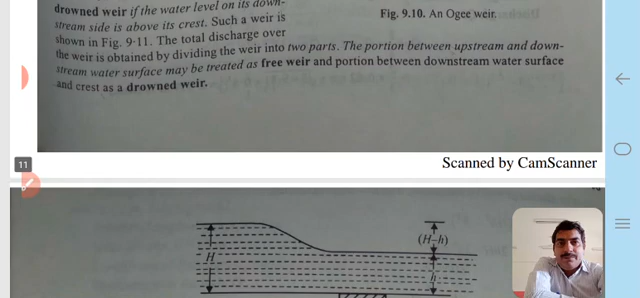 drowned weir if the water level on its down-
Fig. 9.10. An Ogee weir.
stream side is above its crest. Such a weir is
shown in Fig. 9·11. The total discharge over
the weir is obtained by dividing the weir into two parts. The portion between upstream and down-
stream water surface may be treated as free weir and portion between downstream water surface
and crest as a drowned weir.
11
Scanned by CamScanner
(H-h)
H
h